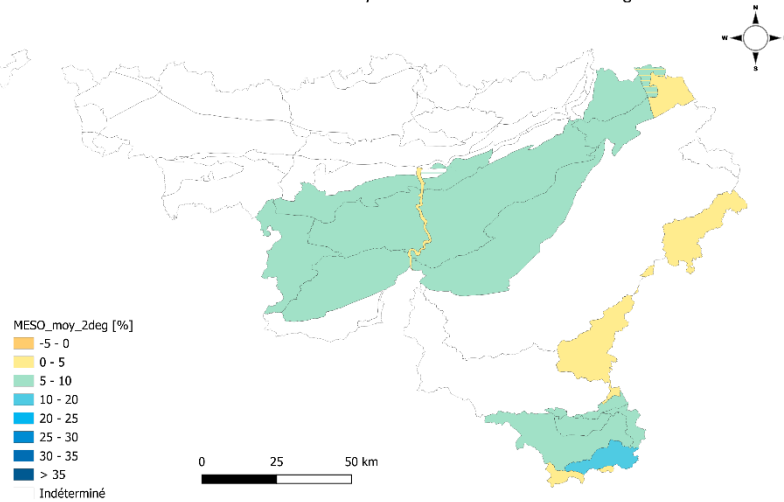 N
W
S
MESO_moy_2deg [%]
-5 - 0
0 - 5
5 - 10
10 - 20
20 - 25
25 - 30
30 - 35
> 35
Indéterminé
0 25 50 km